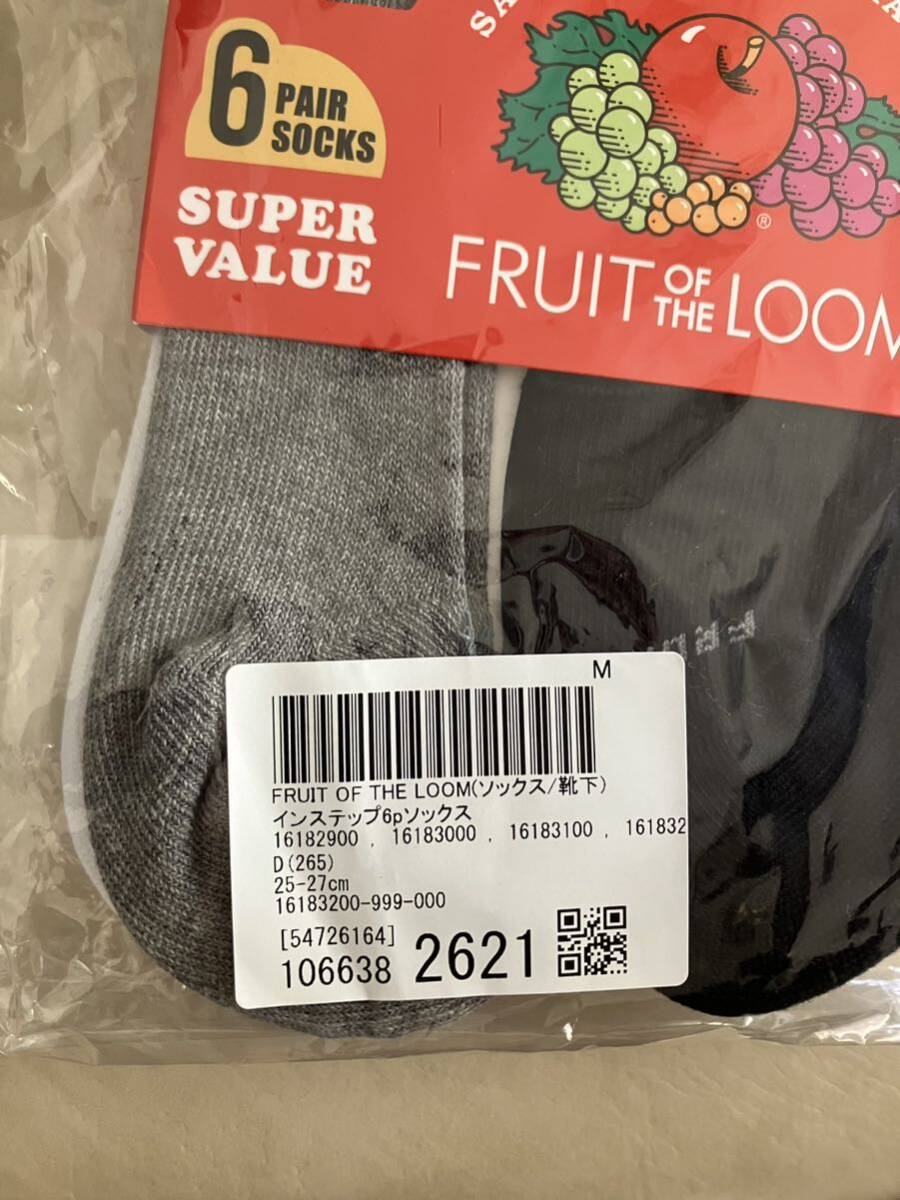 6 PAIR SOCKS
SUPER VALUE
®
FRUIT OF THE LOOM
M
FRUIT OF THE LOOM(ソックス/靴下)
インステップ6pソックス
16182900 , 16183000 , 16183100 , 161832
D(265)
25-27cm
16183200-999-000
[54726164]
106638 2621